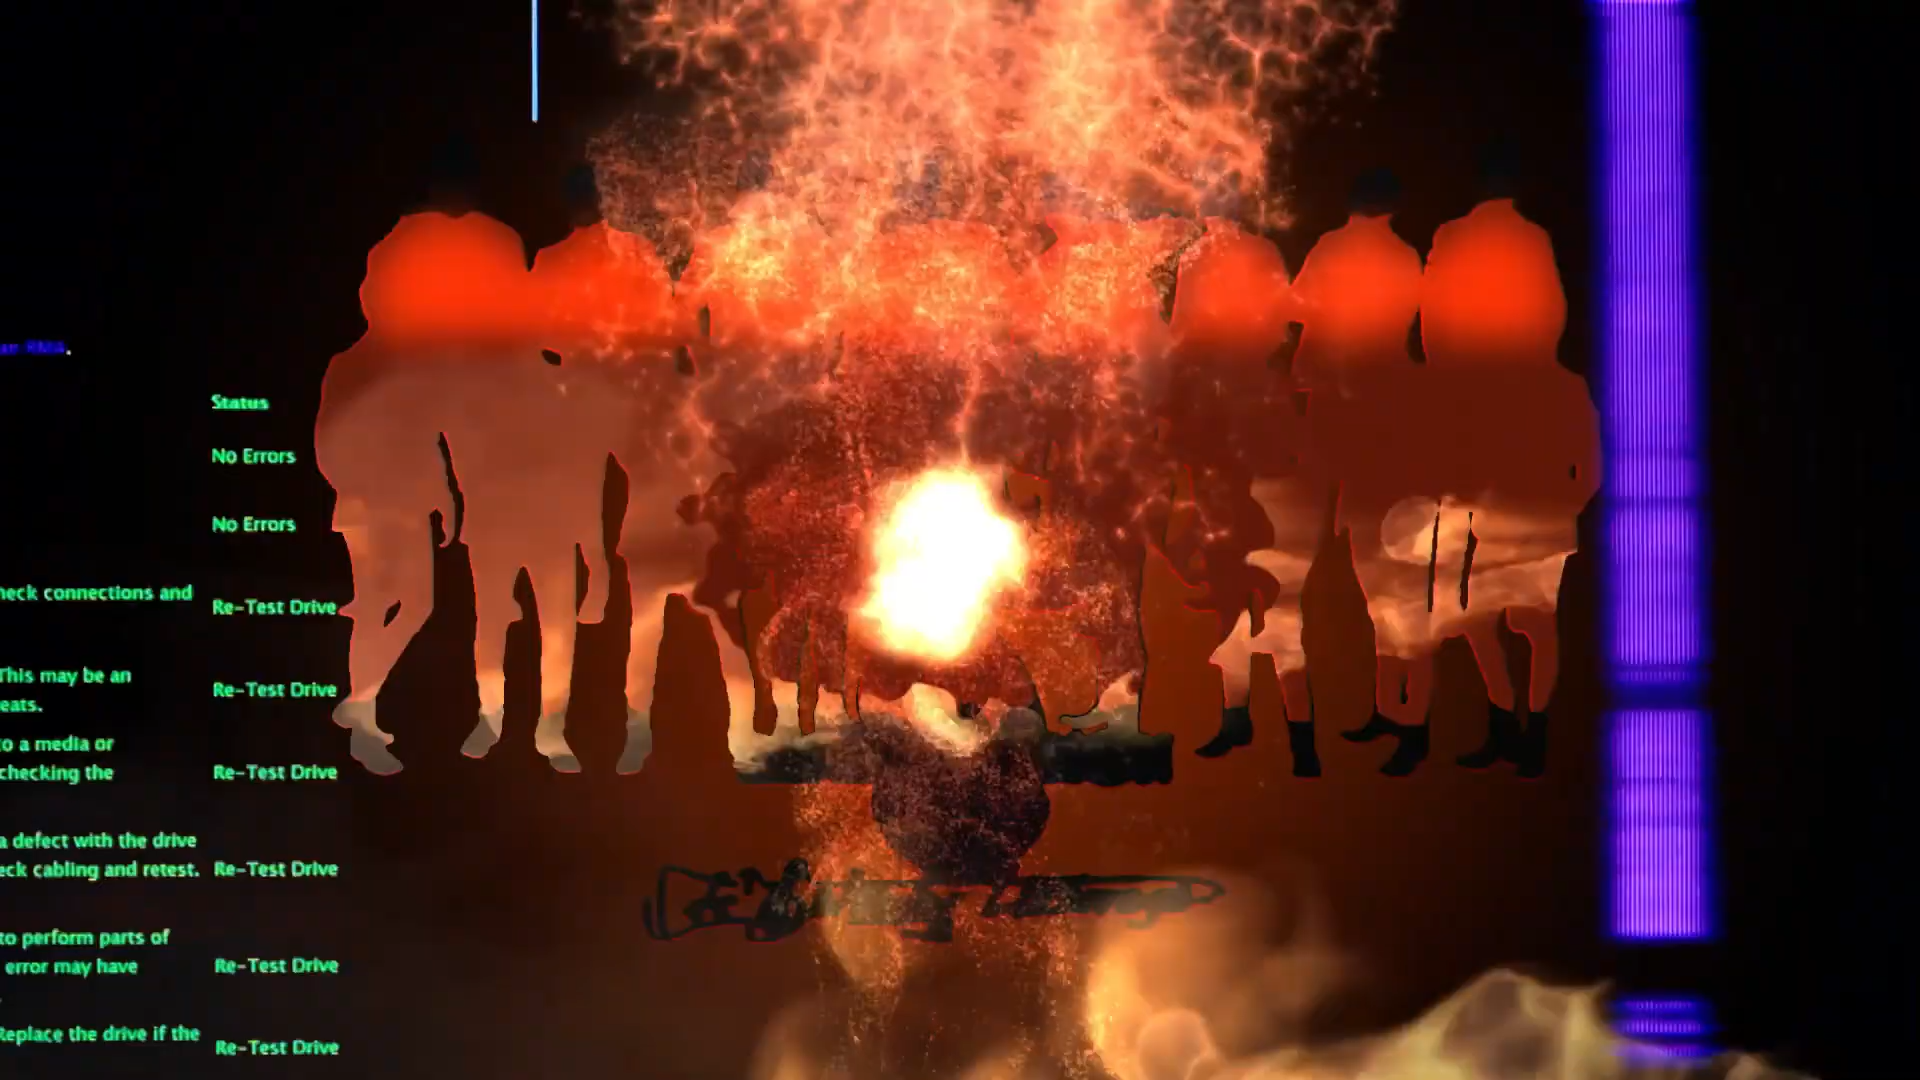 an RMA.
Status
No Errors
No Errors
heck connections and
Re-Test Drive
This may be an
Re-Test Drive
eats.
to a media or
checking the
Re-Test Drive
a defect with the drive
eck cabling and retest.
Re-Test Drive
to perform parts of
error may have
Re-Test Drive
Replace the drive if the
Re-Test Drive